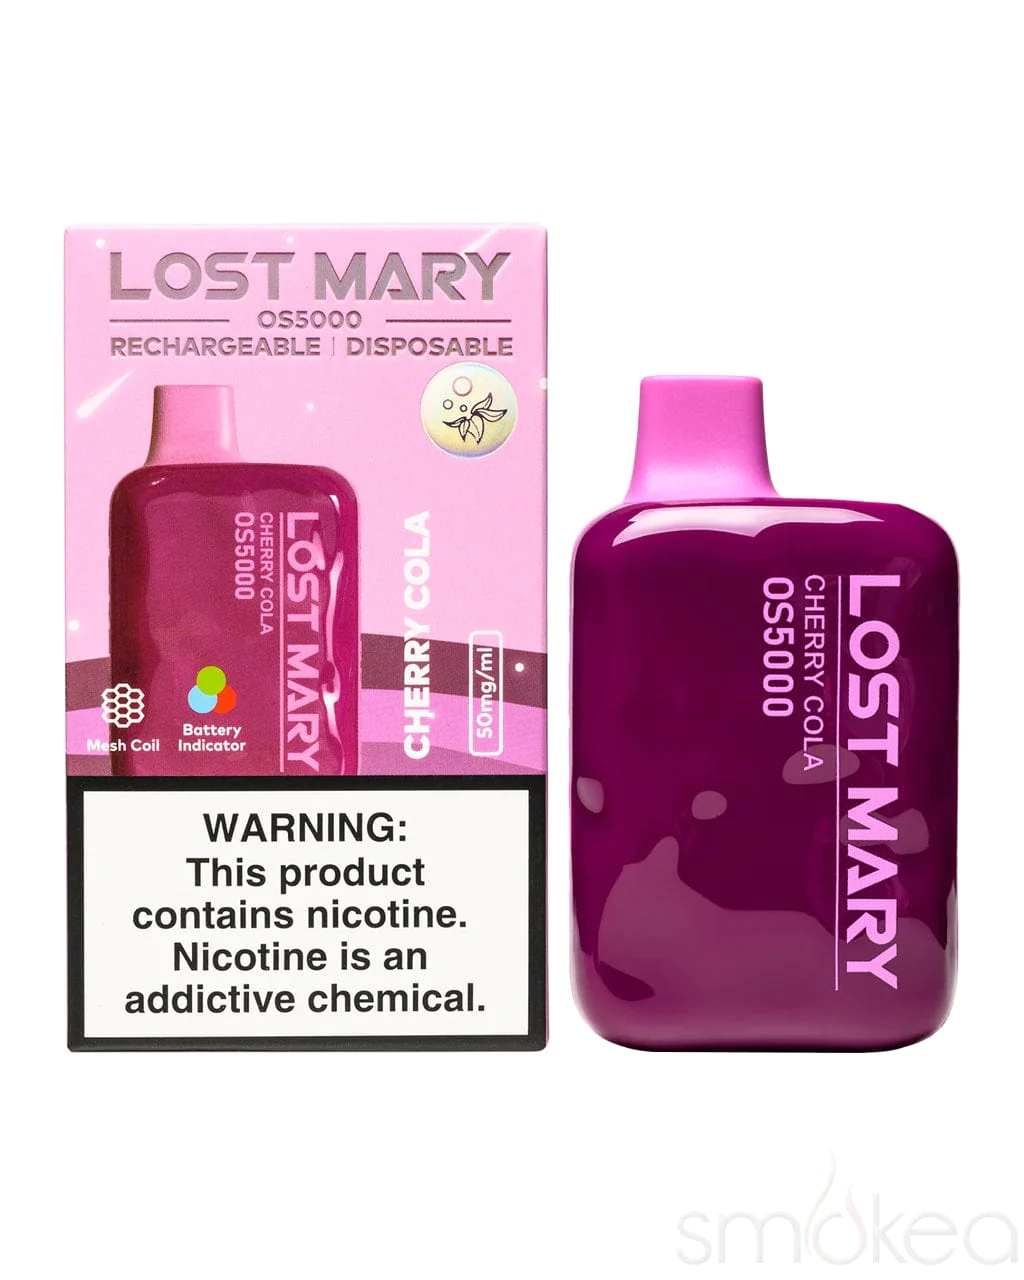 LOST MARY
OS5000
RECHARGEABLE | DISPOSABLE
LOST MARY
CHERRY COLA
OS5000
CHERRY COLA
50mg/ml
Mesh Coil
Battery
Indicator
WARNING:
This product
contains nicotine.
Nicotine is an
addictive chemical.
LOST MARY
CHERRY COLA
OS5000
smokea